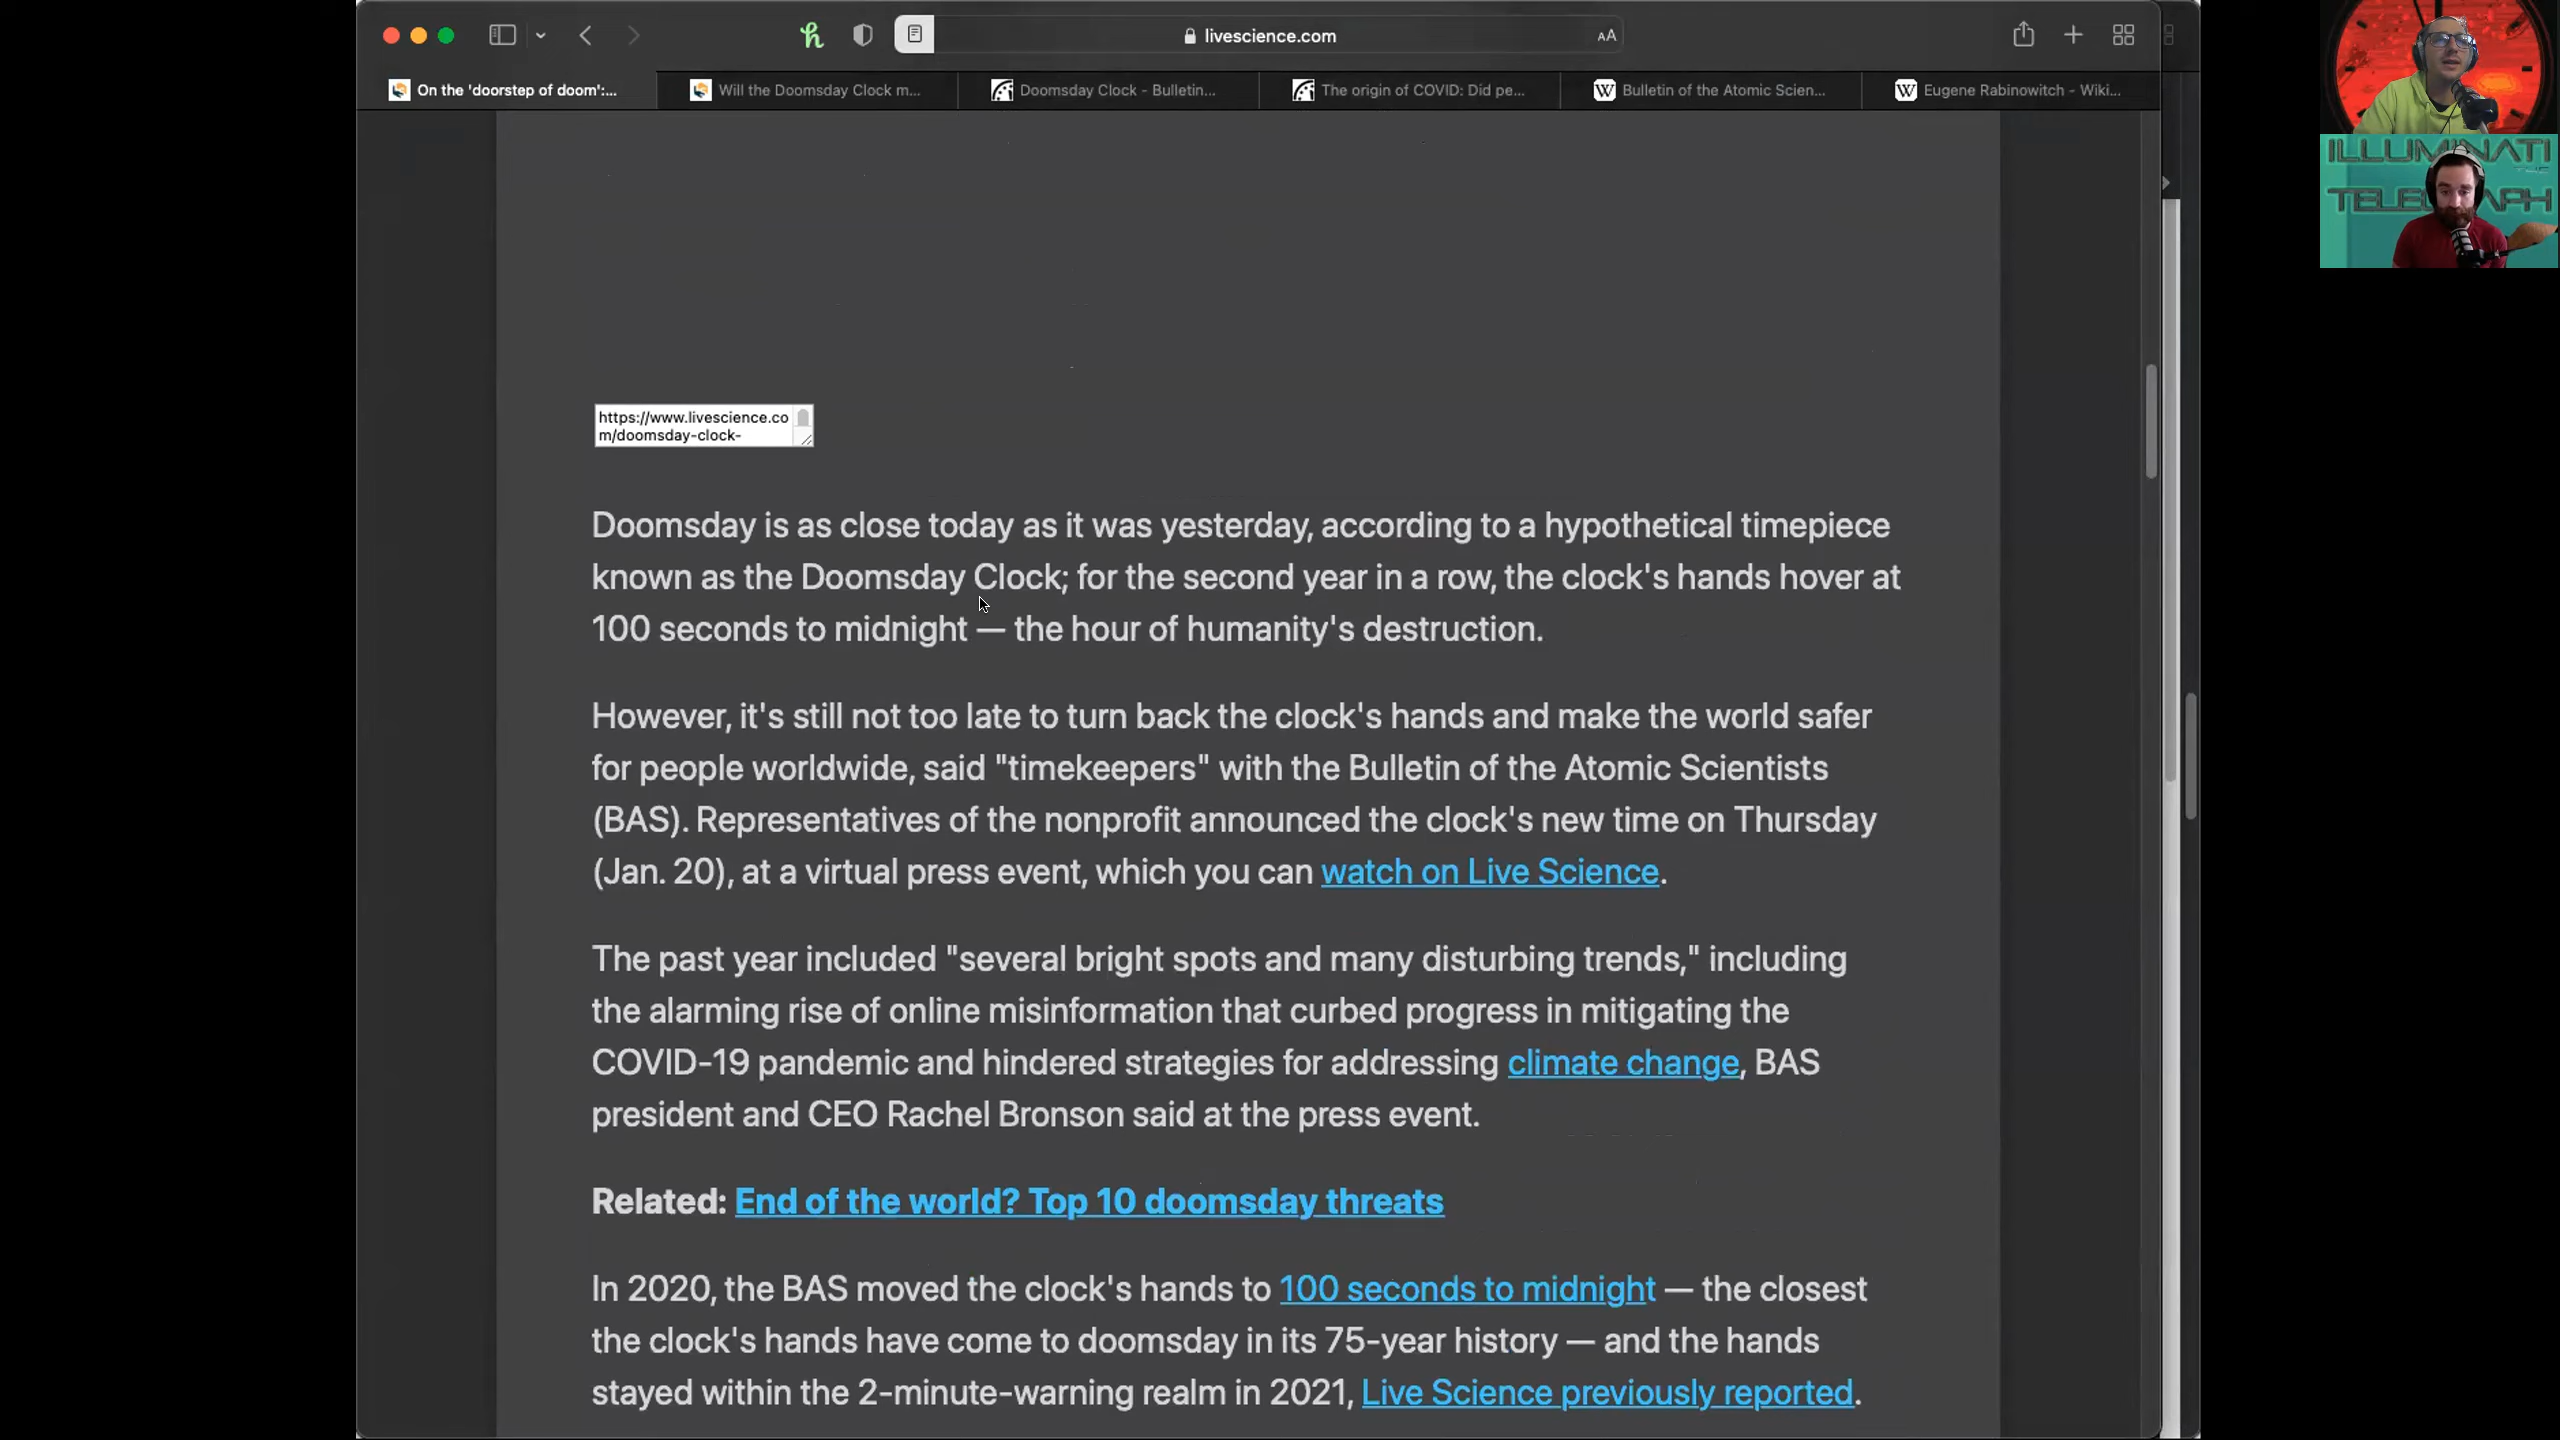 livescience.com
AA
On the 'doorstep of doom':...
Will the Doomsday Clock m...
Doomsday Clock - Bulletin...
The origin of COVID: Did pe...
W Bulletin of the Atomic Scien...
W Eugene Rabinowitch - Wiki...
ILLUMINATI
TELEGRAPH
https://www.livescience.co
m/doomsday-clock-
Doomsday is as close today as it was yesterday, according to a hypothetical timepiece
known as the Doomsday Clock; for the second year in a row, the clock's hands hover at
100 seconds to midnight — the hour of humanity's destruction.
However, it's still not too late to turn back the clock's hands and make the world safer
for people worldwide, said "timekeepers" with the Bulletin of the Atomic Scientists
(BAS). Representatives of the nonprofit announced the clock's new time on Thursday
(Jan. 20), at a virtual press event, which you can watch on Live Science.
The past year included "several bright spots and many disturbing trends," including
the alarming rise of online misinformation that curbed progress in mitigating the
COVID-19 pandemic and hindered strategies for addressing climate change, BAS
president and CEO Rachel Bronson said at the press event.
Related: End of the world? Top 10 doomsday threats
In 2020, the BAS moved the clock's hands to 100 seconds to midnight — the closest
the clock's hands have come to doomsday in its 75-year history — and the hands
stayed within the 2-minute-warning realm in 2021, Live Science previously reported.